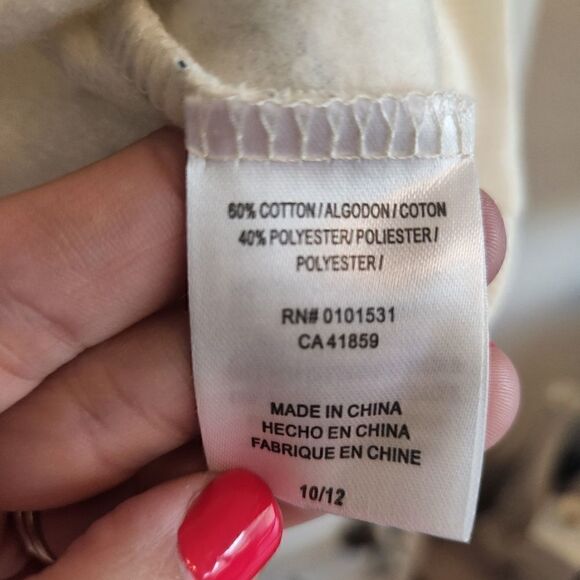 60% COTTON/ALGODON/COTON
40% POLYESTER/POLIESTER/
POLYESTER/
RN# 0101531
CA 41859
MADE IN CHINA
HECHO EN CHINA
FABRIQUE EN CHINE
10/12